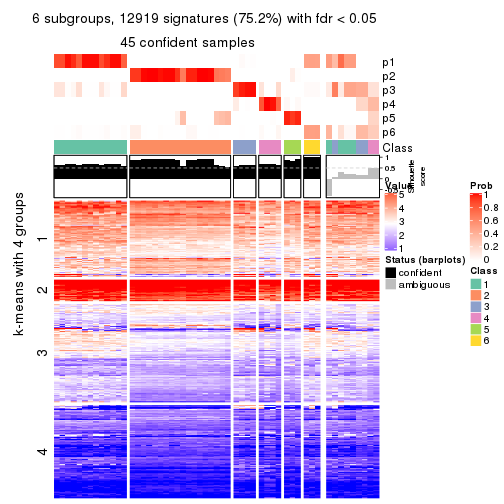 6 subgroups, 12919 signatures (75.2%) with fdr < 0.05
45 confident samples
p1
p2
p3
p4
p5
p6
Class
1
0.5
0
-0.5
Silhouette
score
k-means with 4 groups
1
2
3
4
Value
5
4
3
2
1
Status (barplots)
confident
ambiguous
Prob
1
0.8
0.6
0.4
0.2
0
Class
1
2
3
4
5
6